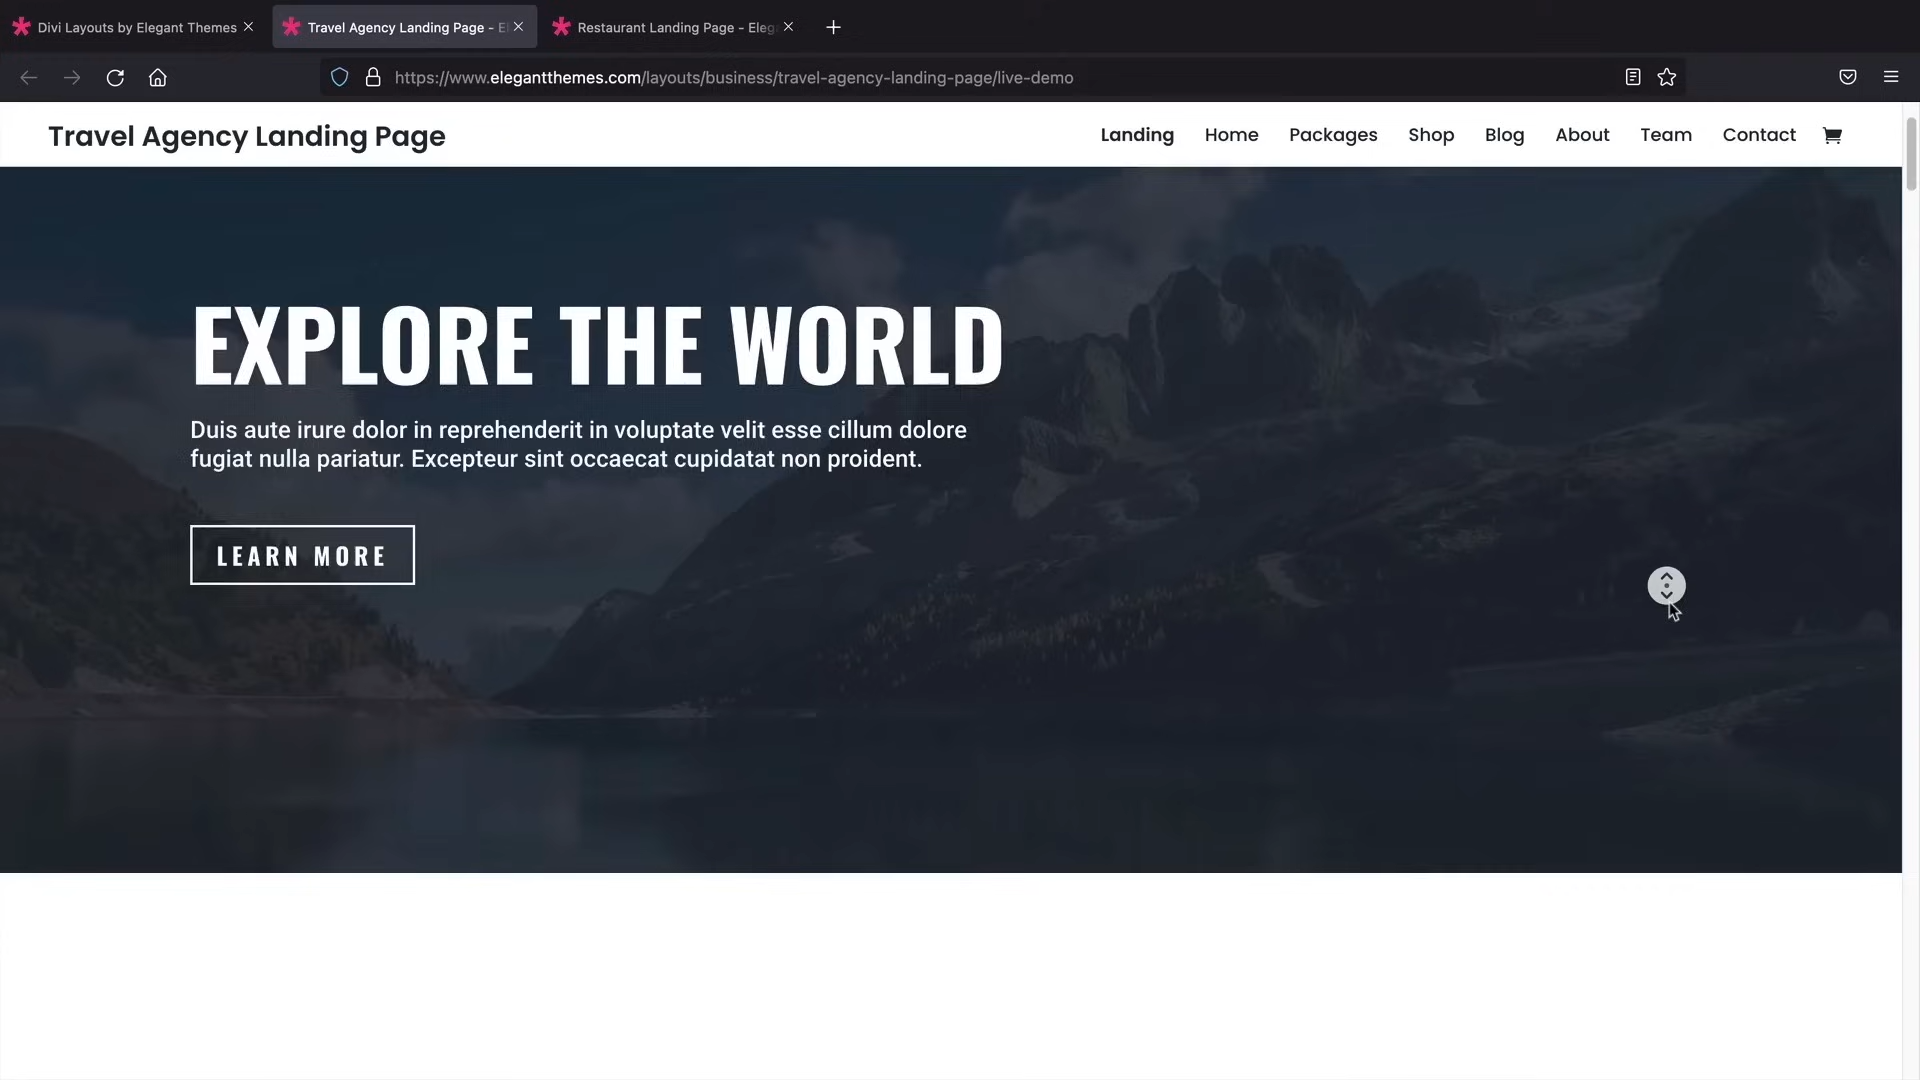 Divi Layouts by Elegant Themes
Travel Agency Landing Page - El
Restaurant Landing Page - Eleg
https://www.elegantthemes.com/layouts/business/travel-agency-landing-page/live-demo
Travel Agency Landing Page
Landing Home Packages Shop Blog About Team Contact
EXPLORE THE WORLD
Duis aute irure dolor in reprehenderit in voluptate velit esse cillum dolore
fugiat nulla pariatur. Excepteur sint occaecat cupidatat non proident.
LEARN MORE